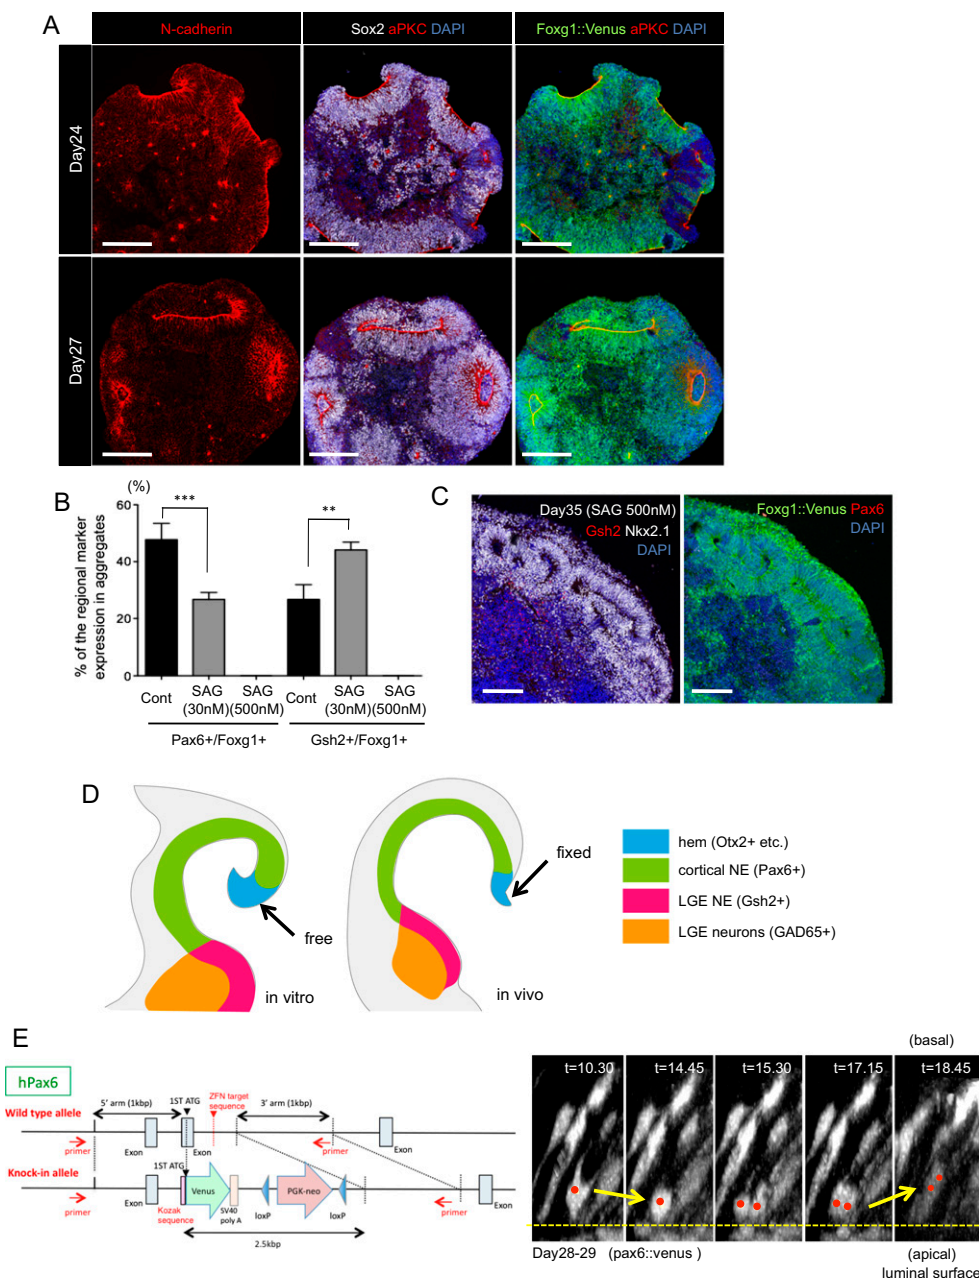 A
N-cadherin
Sox2 aPKC DAPI
Foxg1::Venus aPKC DAPI
Day24
Day27
B
(%)
% of the regional marker
expression in aggregates
60
40
20
0
***
**
Cont
SAG
(30nM)
SAG
(500nM)
Cont
SAG
(30nM)
SAG
(500nM)
Pax6+/Foxg1+
Gsh2+/Foxg1+
C
Day35 (SAG 500nM)
Gsh2 Nkx2.1
DAPI
Foxg1::Venus Pax6
DAPI
D
free
in vitro
fixed
in vivo
hem (Otx2+ etc.)
cortical NE (Pax6+)
LGE NE (Gsh2+)
LGE neurons (GAD65+)
E
hPax6
Wild type allele
5' arm (1kbp)
1ST ATG
ZFN target
sequence
3' arm (1kbp)
primer
Exon
Exon
primer
Exon
Knock-in allele
1ST ATG
primer
Exon
Kozak
sequence
Venus
SV40
poly A
loxP
PGK-neo
loxP
primer
Exon
2.5kbp
(basal)
t=10.30
t=14.45
t=15.30
t=17.15
t=18.45
Day28-29 (pax6::venus )
(apical)
luminal surface